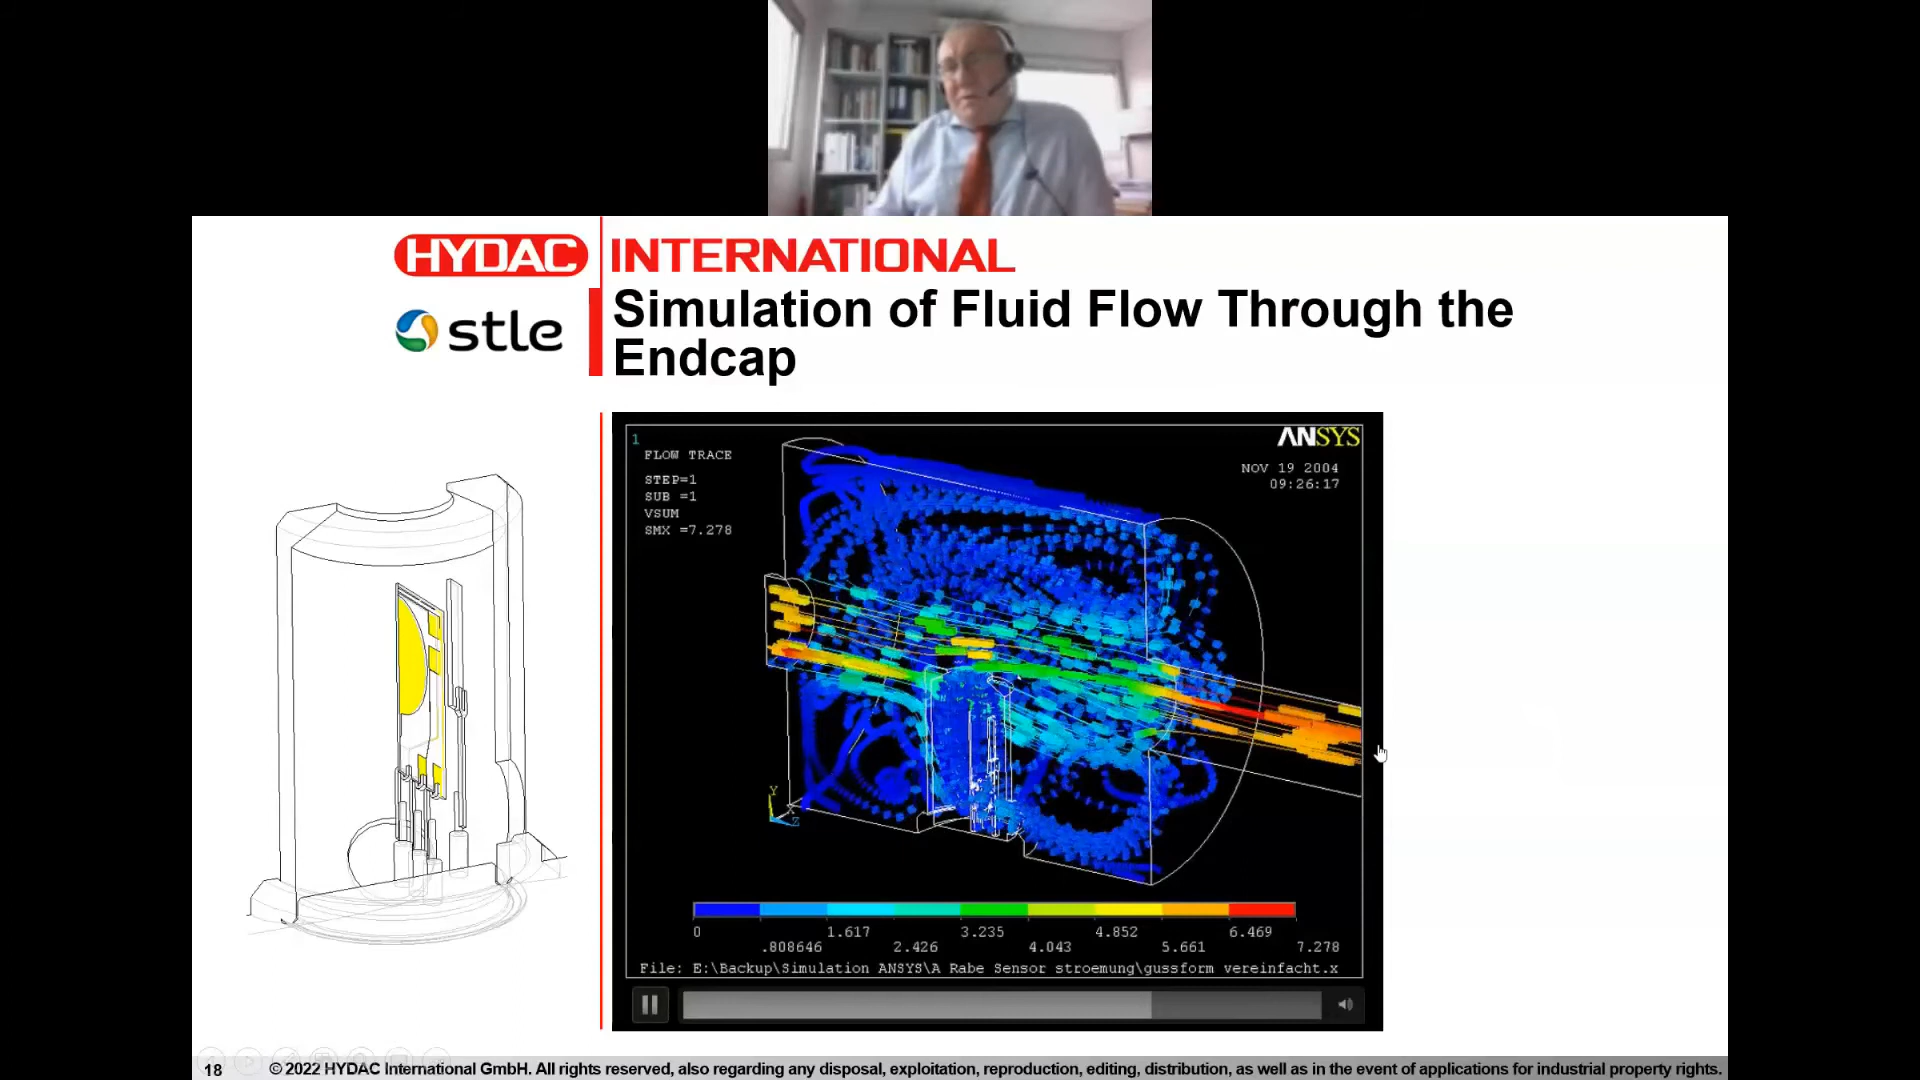 HYDAC INTERNATIONAL
stle
Simulation of Fluid Flow Through the
Endcap
1
ANSYS
FLOW TRACE
NOV 19 2004
09:26:17
STEP=1
SUB =1
VSUM
SMX =7.278
Y
X
Z
0 1.617 3.235 4.852 6.469
.808646 2.426 4.043 5.661 7.278
File: E:\Backup\Simulation ANSYS\A Rabe Sensor stroemung\gussform vereinfacht.x
18 © 2022 HYDAC International GmbH. All rights reserved, also regarding any disposal, exploitation, reproduction, editing, distribution, as well as in the event of applications for industrial property rights.